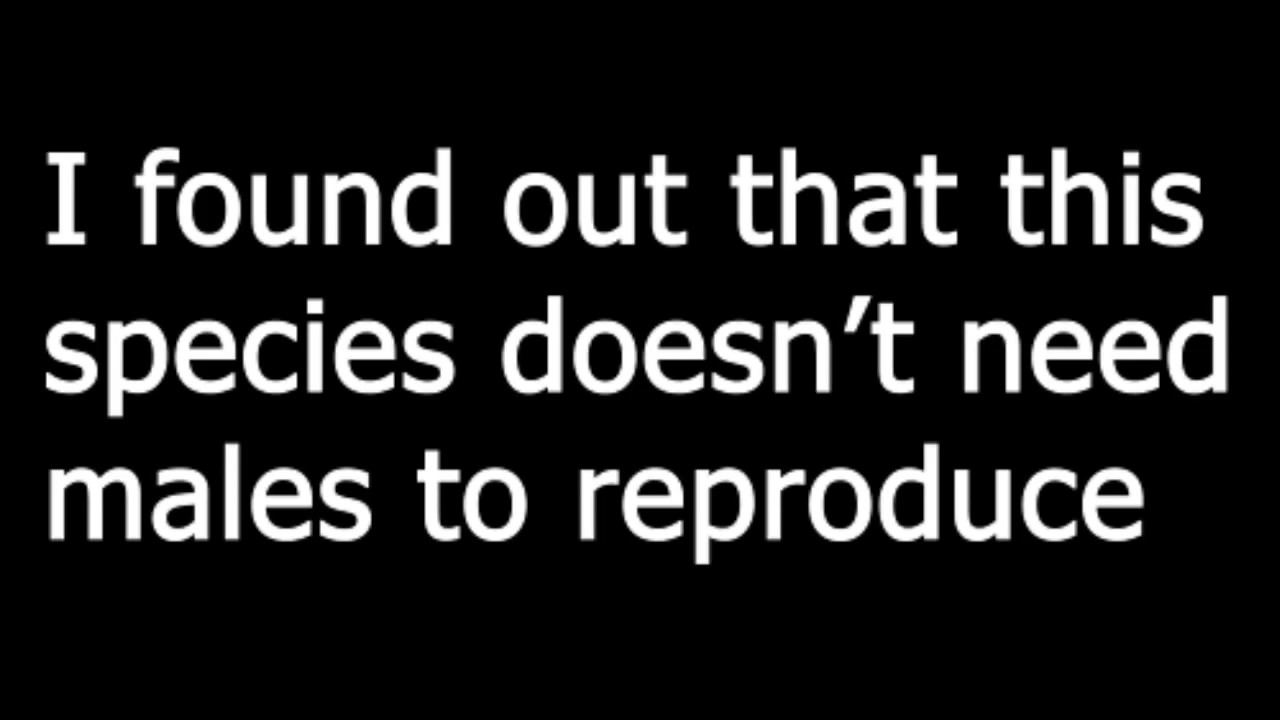 I found out that this
species doesn’t need
males to reproduce